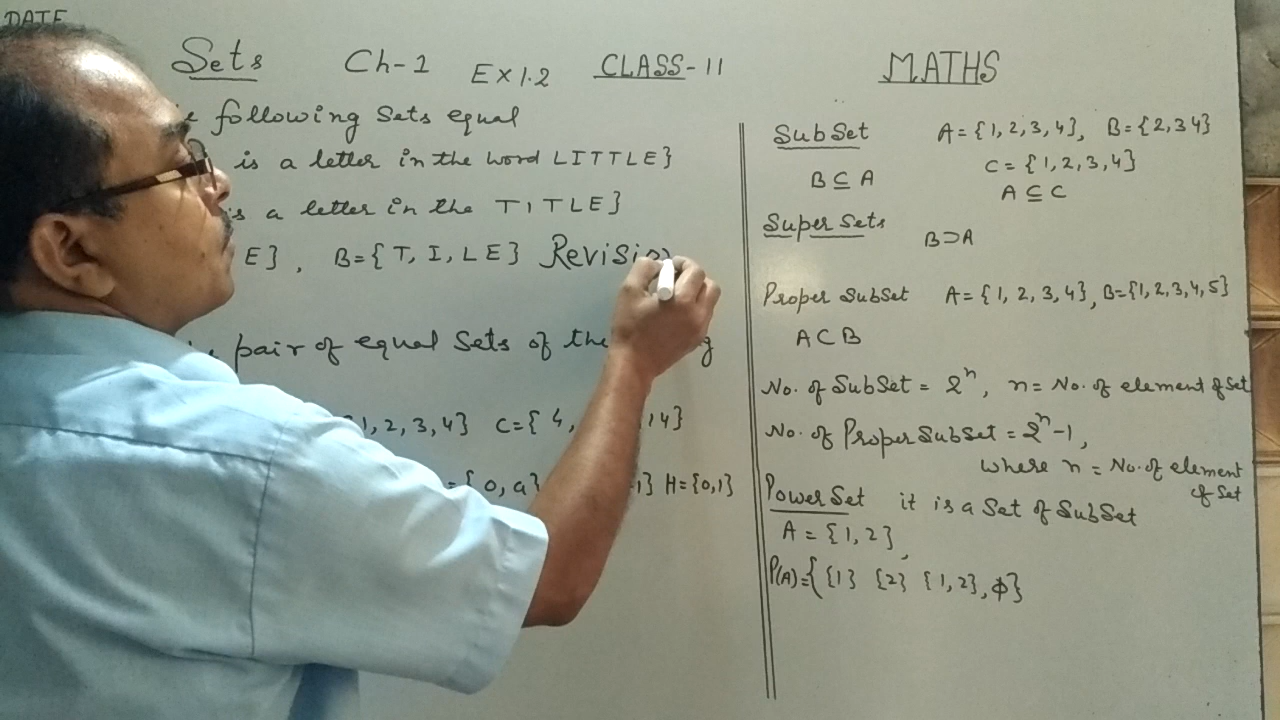 DATE
Sets Ch-1 Ex 1.2 CLASS-11 MATHS
following Sets equal
is a letter in the word LITTLE}
is a letter in the TITLE}
E}, B={T, I, L E} Revision
pair of equal Sets of the
1, 2, 3, 4} C={ 4, , 14}
={ 0, a} -1} H={0,1}
SubSet A={1,2,3,4}, B={2,3 4}
C={1,2,3,4}
B⊆A
A⊆C
Super Sets
B⊃A
Proper SubSet A={1,2,3,4}, B={1,2,3,4,5}
A⊂B
No. of SubSet = 2ⁿ, n= No. of element of Set
No. of Proper SubSet = 2ⁿ-1,
where n = No. of element
of Set
Power Set it is a Set of SubSet
A = {1,2},
P(A)={{1} {2} {1,2}, ϕ}